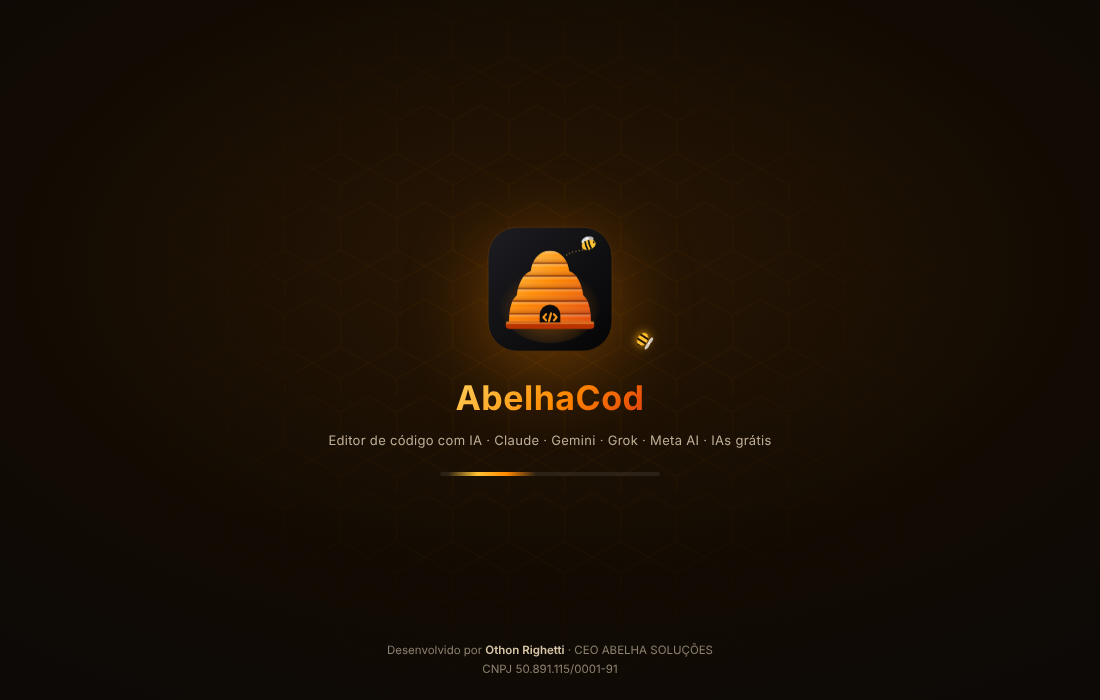 </>
AbelhaCod
Editor de código com IA · Claude · Gemini · Grok · Meta AI · IAs grátis
Desenvolvido por Othon Righetti · CEO ABELHA SOLUÇÕES
CNPJ 50.891.115/0001-91